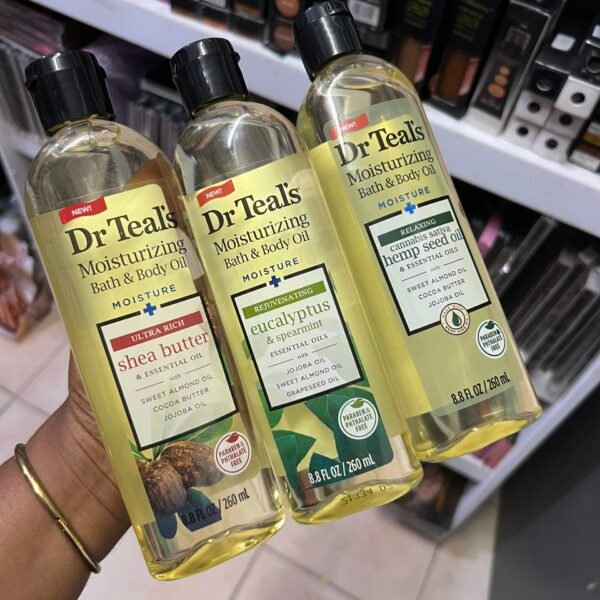 NEW!
Dr Teal's
Moisturizing
Bath & Body Oil
MOISTURE
ULTRA RICH
shea butter
& ESSENTIAL OIL
with
SWEET ALMOND OIL
COCOA BUTTER
JOJOBA OIL
PARABEN &
PHTHALATE
FREE
8.8 FL OZ / 260 mL
NEW!
Dr Teal's
Moisturizing
Bath & Body Oil
MOISTURE
REJUVENATING
eucalyptus
& spearmint
ESSENTIAL OILS
with
JOJOBA OIL
SWEET ALMOND OIL
GRAPESEED OIL
PARABEN &
PHTHALATE
FREE
8.8 FL OZ / 260 mL
NEW!
Dr Teal's
Moisturizing
Bath & Body Oil
MOISTURE
RELAXING
cannabis sativa
hemp seed oil
& ESSENTIAL OILS
with
SWEET ALMOND OIL
COCOA BUTTER
JOJOBA OIL
PARABEN &
PHTHALATE
FREE
8.8 FL OZ / 260 mL